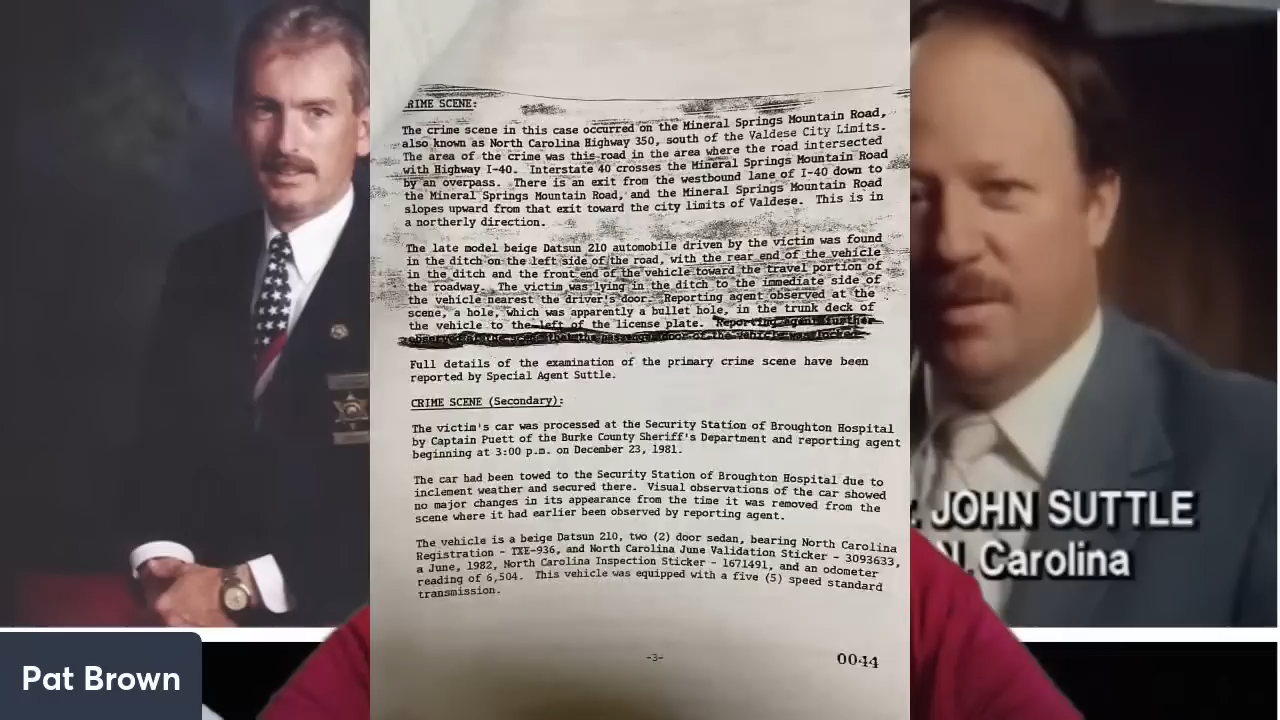 RIME SCENE:
The crime scene in this case occurred on the Mineral Springs Mountain Road,
also known as North Carolina Highway 350, south of the Valdese City Limits.
The area of the crime was this road in the area where the road intersected
with Highway I-40. Interstate 40 crosses the Mineral Springs Mountain Road
by an overpass. There is an exit from the westbound lane of I-40 down to
the Mineral Springs Mountain Road, and the Mineral Springs Mountain Road
slopes upward from that exit toward the city limits of Valdese. This is in
a northerly direction.
The late model beige Datsun 210 automobile driven by the victim was found
in the ditch on the left side of the road, with the rear end of the vehicle
in the ditch and the front end of the vehicle toward the travel portion of
the roadway. The victim was lying in the ditch to the immediate side of
the vehicle nearest the driver's door. Reporting agent observed at the
scene, a hole, which was apparently a bullet hole, in the trunk deck of
the vehicle to the left of the license plate. Reporting agent further
observed at the scene that the passenger door of the vehicle was locked.
Full details of the examination of the primary crime scene have been
reported by Special Agent Suttle.
CRIME SCENE (Secondary):
The victim's car was processed at the Security Station of Broughton Hospital
by Captain Puett of the Burke County Sheriff's Department and reporting agent
beginning at 3:00 p.m. on December 23, 1981.
The car had been towed to the Security Station of Broughton Hospital due to
inclement weather and secured there. Visual observations of the car showed
no major changes in its appearance from the time it was removed from the
scene where it had earlier been observed by reporting agent.
The vehicle is a beige Datsun 210, two (2) door sedan, bearing North Carolina
Registration - TXE-936, and North Carolina June Validation Sticker - 3093633,
a June, 1982, North Carolina Inspection Sticker - 1671491, and an odometer
reading of 6,504. This vehicle was equipped with a five (5) speed standard
transmission.
-3-
0044
JOHN SUTTLE
N. Carolina
Pat Brown